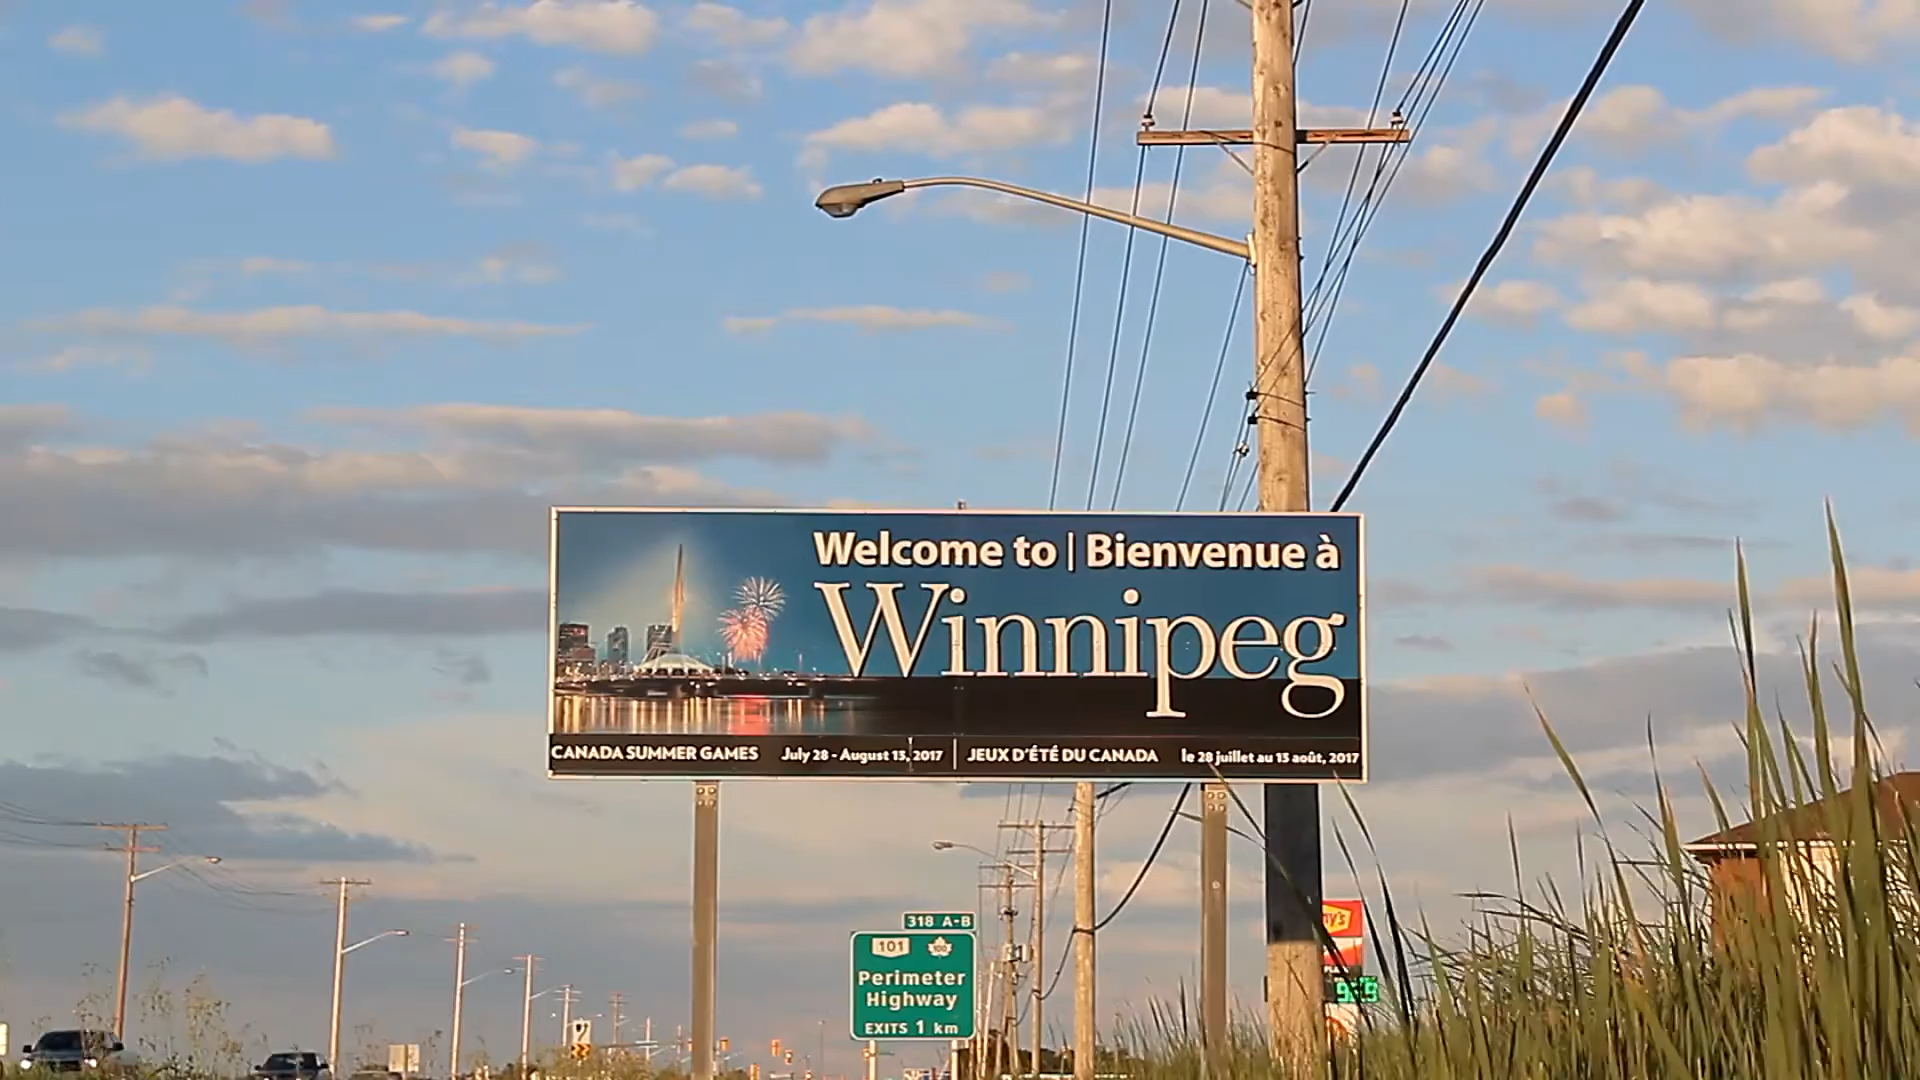 Welcome to | Bienvenue à
Winnipeg
CANADA SUMMER GAMES July 28 - August 13, 2017 | JEUX D'ÉTÉ DU CANADA le 28 juillet au 13 août, 2017
318 A-B
101 100
Perimeter
Highway
EXITS 1 km